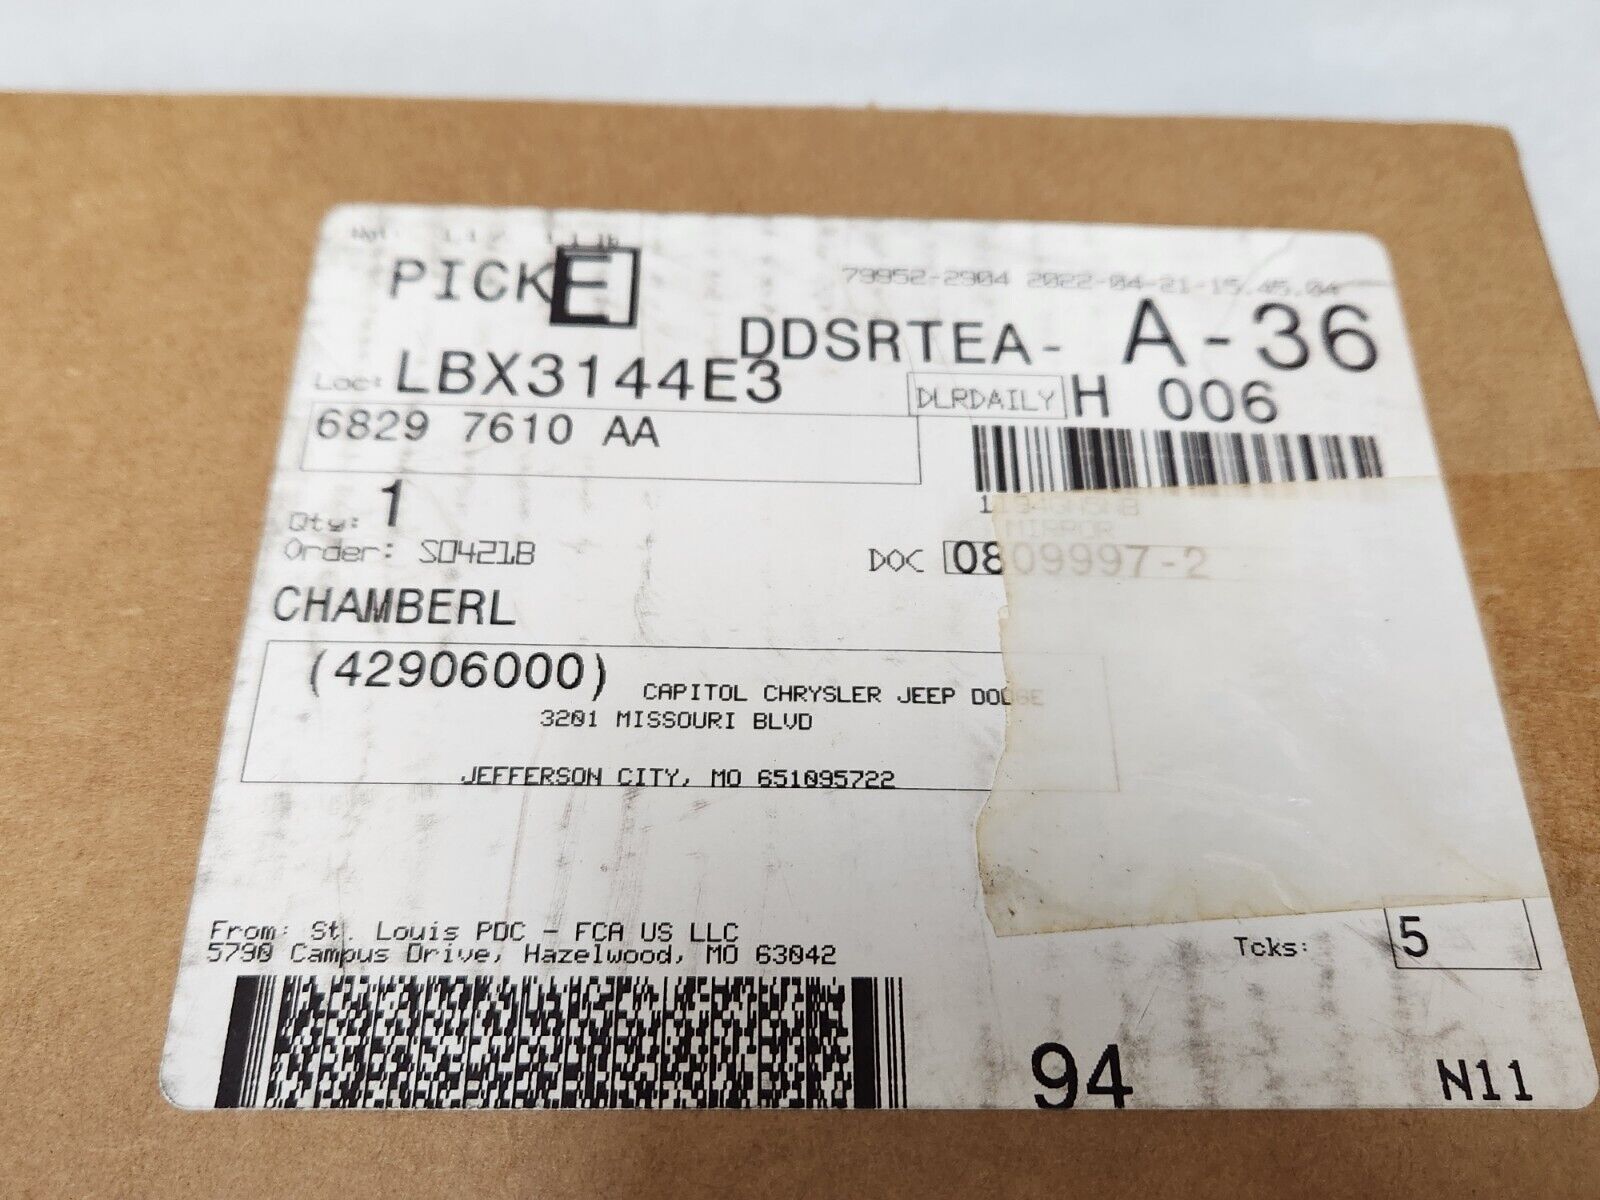 PICK E
79952-2904 2022-04-21-15.45.04
DDSRTEA- A-36
Loc: LBX3144E3
DLRDAILY H 006
6829 7610 AA
Qty: 1
MIRROR
Order: S0421B
DOC 0809997-2
CHAMBERL
(42906000) CAPITOL CHRYSLER JEEP DODGE
3201 MISSOURI BLVD
JEFFERSON CITY, MO 651095722
From: St. Louis PDC - FCA US LLC
5790 Campus Drive, Hazelwood, MO 63042
Tcks: 5
94
N11